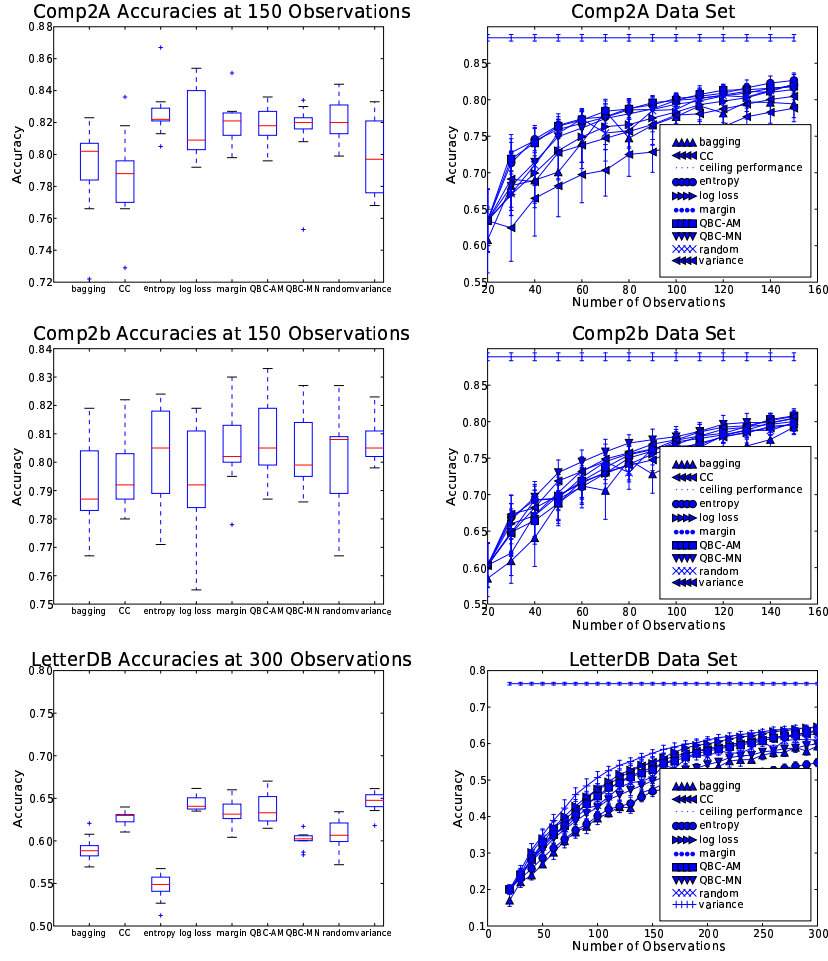 Comp2A Accuracies at 150 Observations
0.88
0.86
0.84
0.82
0.80
0.78
0.76
0.74
0.72
Accuracy
bagging CC entropy log loss margin QBC-AM QBC-MN random variance
Comp2A Data Set
0.85
0.80
0.75
0.70
0.65
0.60
0.55
Accuracy
bagging
CC
ceiling performance
entropy
log loss
margin
QBC-AM
QBC-MN
random
variance
20 40 60 80 100 120 140 160
Number of Observations
Comp2b Accuracies at 150 Observations
0.84
0.83
0.82
0.81
0.80
0.79
0.78
0.77
0.76
0.75
Accuracy
bagging CC entropy log loss margin QBC-AM QBC-MN random variance
Comp2b Data Set
0.85
0.80
0.75
0.70
0.65
0.60
0.55
Accuracy
bagging
CC
ceiling performance
entropy
log loss
margin
QBC-AM
QBC-MN
random
variance
20 40 60 80 100 120 140 160
Number of Observations
LetterDB Accuracies at 300 Observations
0.80
0.75
0.70
0.65
0.60
0.55
0.50
Accuracy
bagging CC entropy log loss margin QBC-AM QBC-MN random variance
LetterDB Data Set
0.8
0.7
0.6
0.5
0.4
0.3
0.2
0.1
Accuracy
bagging
CC
ceiling performance
entropy
log loss
margin
QBC-AM
QBC-MN
random
variance
0 50 100 150 200 250 300
Number of Observations